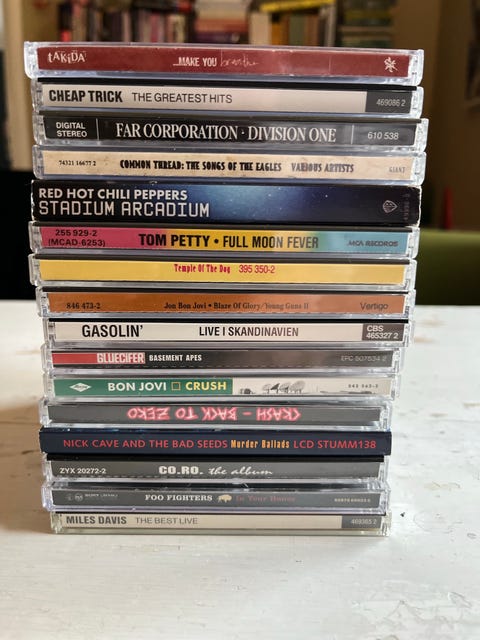 tAKiDA ...MAKE YOU breathe
CHEAP TRICK THE GREATEST HITS 469086 2
DIGITAL STEREO FAR CORPORATION · DIVISION ONE 610 538
74321 16677 2 COMMON THREAD: THE SONGS OF THE EAGLES VARIOUS ARTISTS GIANT
RED HOT CHILI PEPPERS
STADIUM ARCADIUM
255 929-2
(MCAD-6253) TOM PETTY • FULL MOON FEVER MCA RECORDS
Temple Of The Dog 395 350-2
846 473-2 Jon Bon Jovi • Blaze Of Glory/Young Guns II Vertigo
GASOLIN' LIVE I SKANDINAVIEN CBS 465327 2
GLUECIFER BASEMENT APES EPC 507534 2
BON JOVI CRUSH
CRASH - BACK TO ZERO
NICK CAVE AND THE BAD SEEDS Murder Ballads LCD STUMM138
ZYX 20272-2 CO.RO. the album
FOO FIGHTERS In Your Honor
MILES DAVIS THE BEST LIVE 469365 2